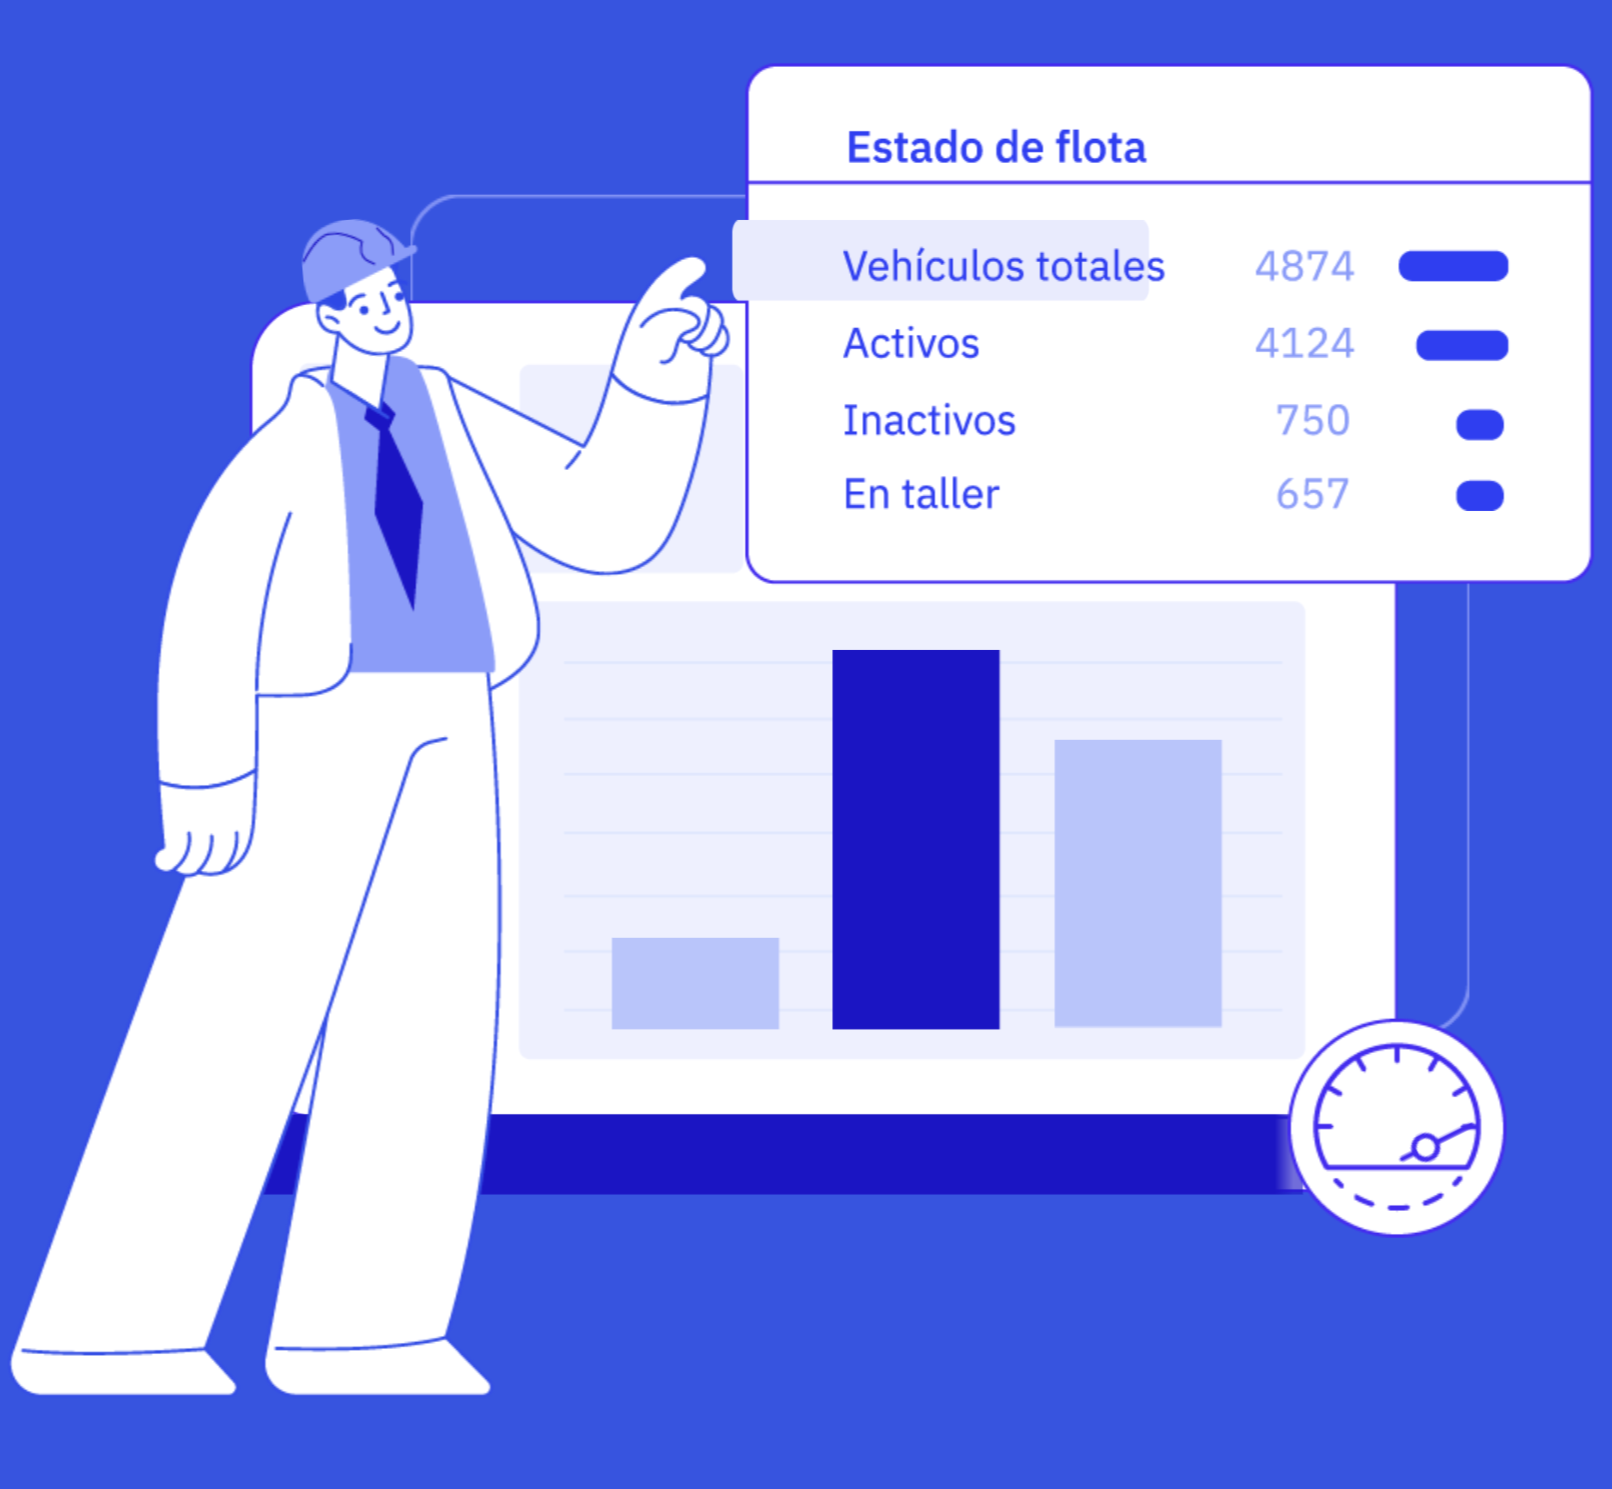 Estado de flota
Vehículos totales 4874
Activos 4124
Inactivos 750
En taller 657